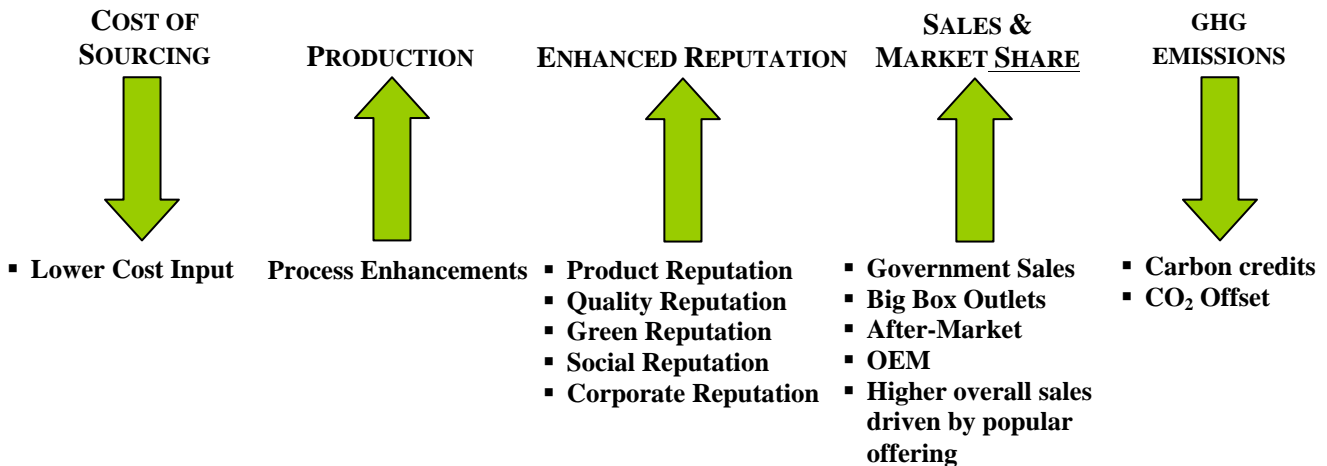 COST OF
SOURCING
PRODUCTION
ENHANCED REPUTATION
SALES &
MARKET SHARE
GHG
EMISSIONS
▪ Lower Cost Input
Process Enhancements
▪ Product Reputation
▪ Quality Reputation
▪ Green Reputation
▪ Social Reputation
▪ Corporate Reputation
▪ Government Sales
▪ Big Box Outlets
▪ After-Market
▪ OEM
▪ Higher overall sales
driven by popular
offering
▪ Carbon credits
▪ CO₂ Offset